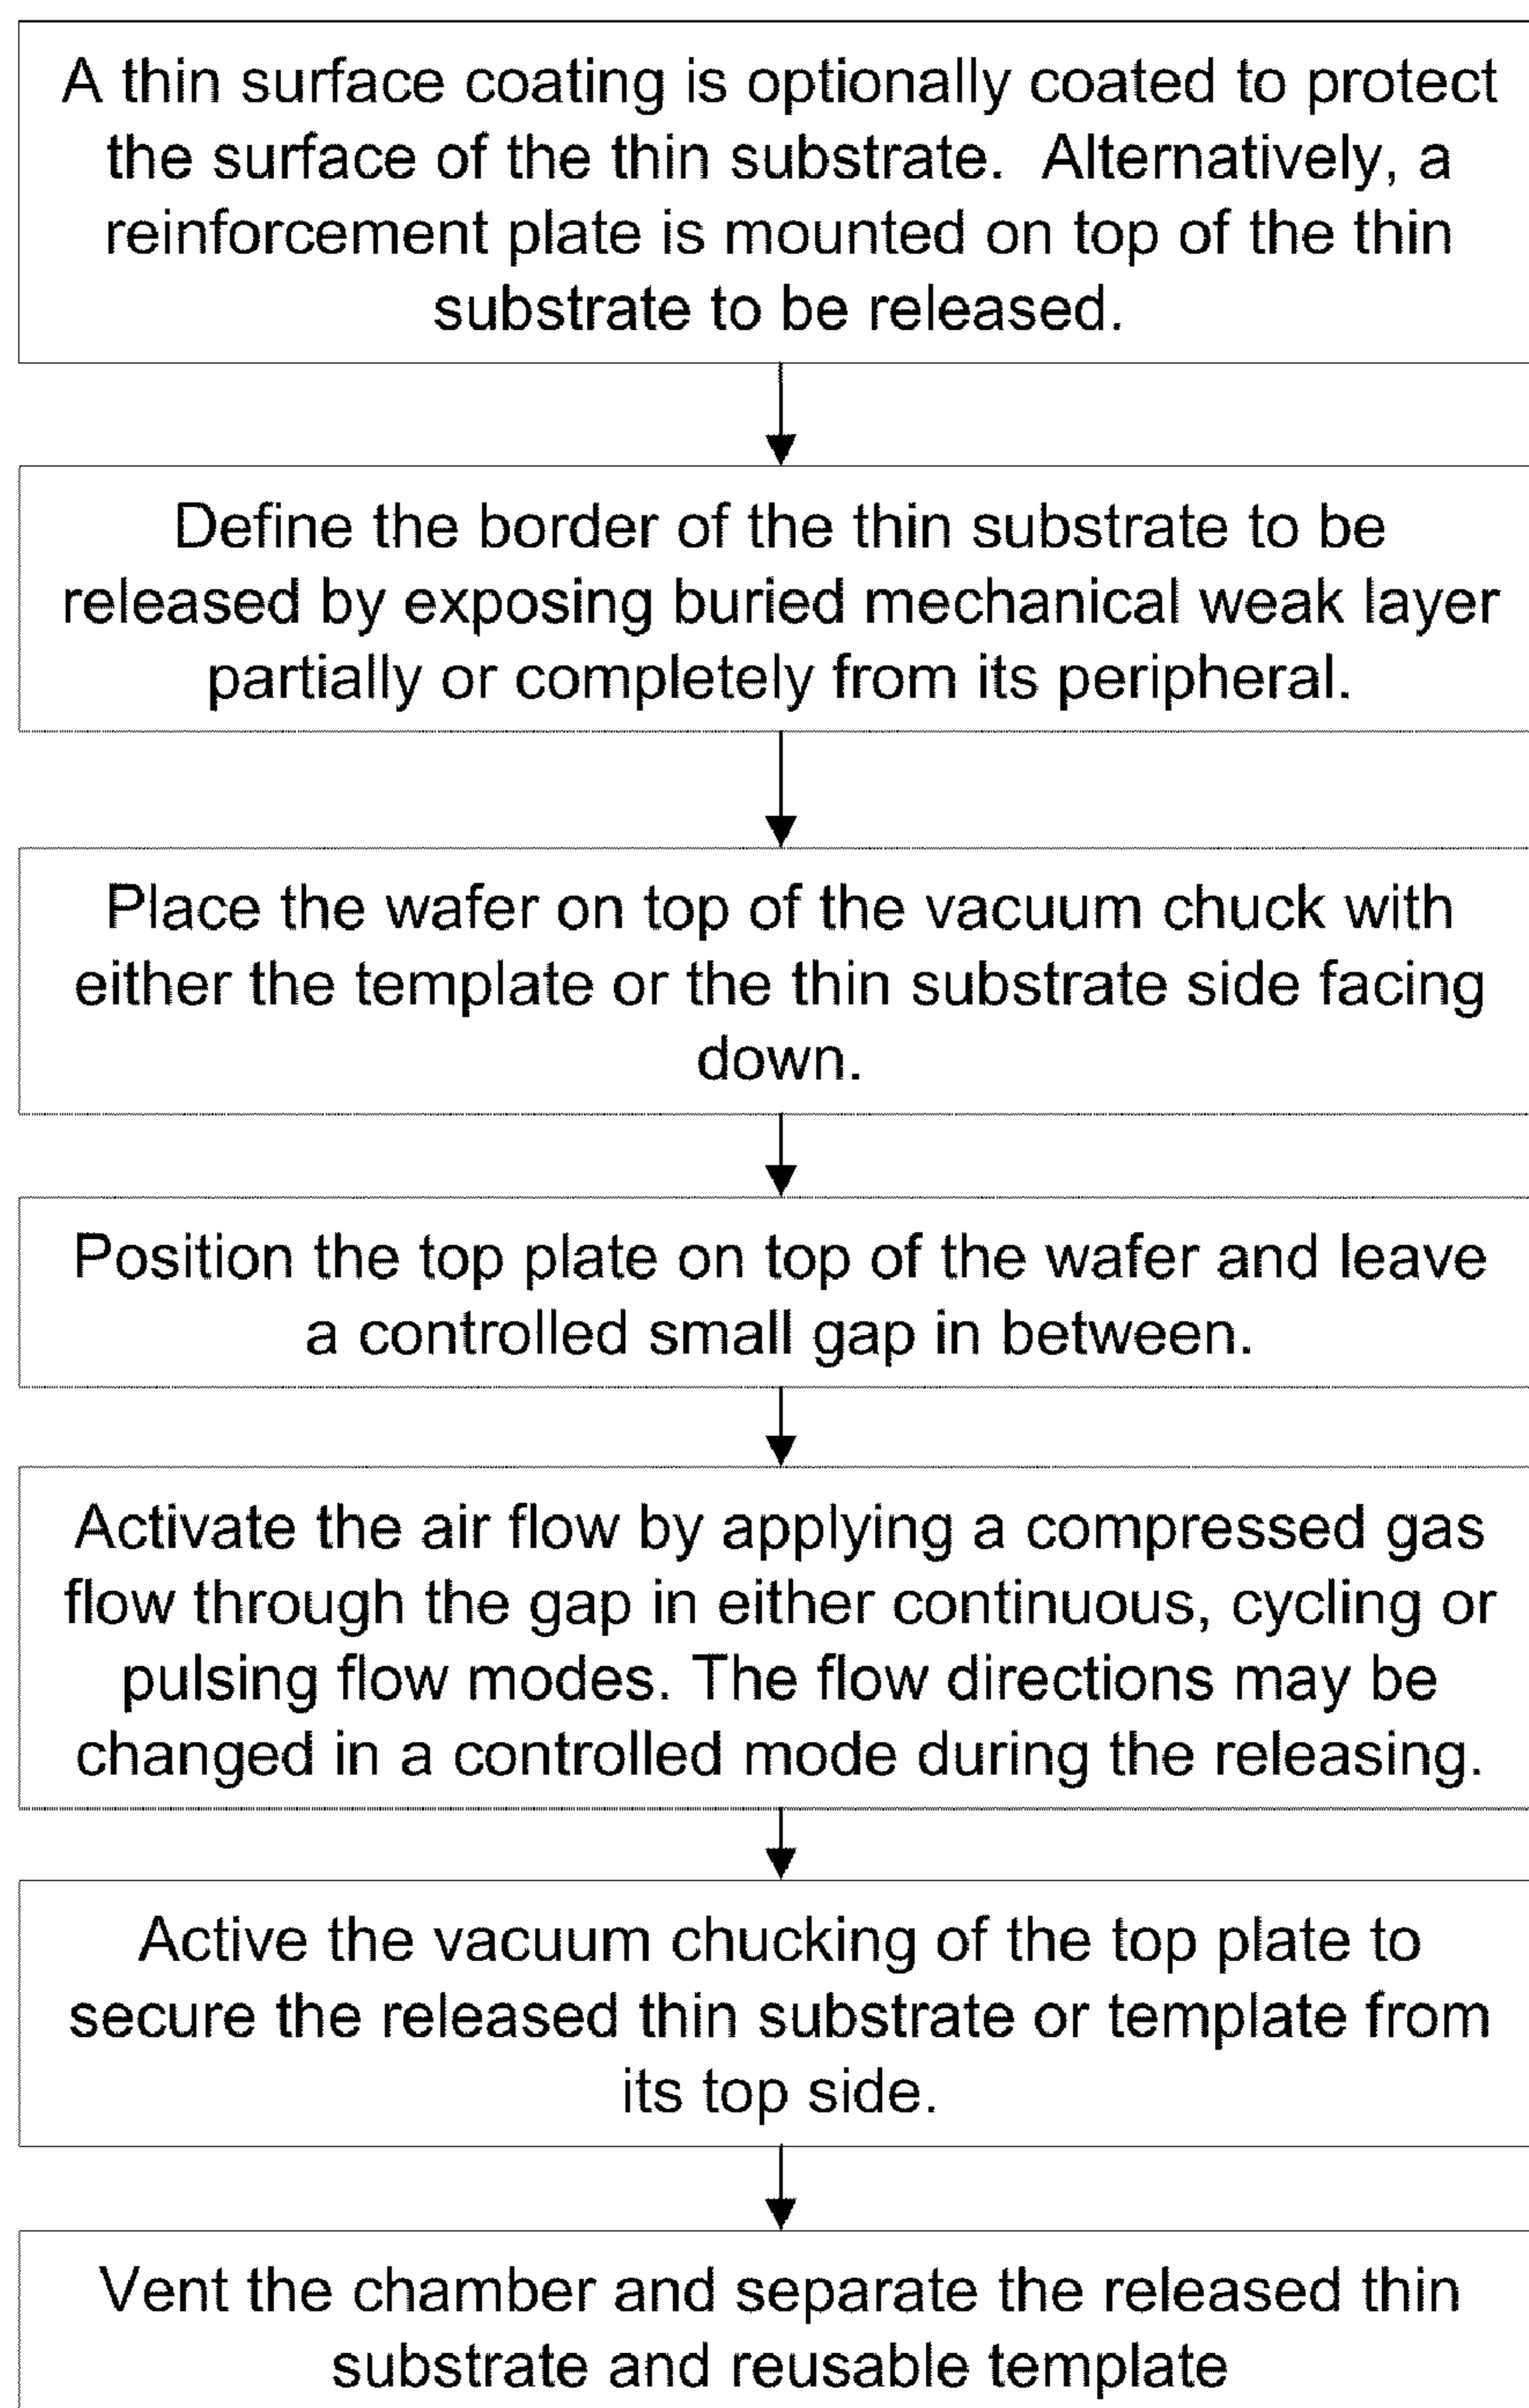 A thin surface coating is optionally coated to protect
the surface of the thin substrate.  Alternatively, a
reinforcement plate is mounted on top of the thin
substrate to be released.
Define the border of the thin substrate to be
released by exposing buried mechanical weak layer
partially or completely from its peripheral.
Place the wafer on top of the vacuum chuck with
either the template or the thin substrate side facing
down.
Position the top plate on top of the wafer and leave
a controlled small gap in between.
Activate the air flow by applying a compressed gas
flow through the gap in either continuous, cycling or
pulsing flow modes. The flow directions may be
changed in a controlled mode during the releasing.
Active the vacuum chucking of the top plate to
secure the released thin substrate or template from
its top side.
Vent the chamber and separate the released thin
substrate and reusable template